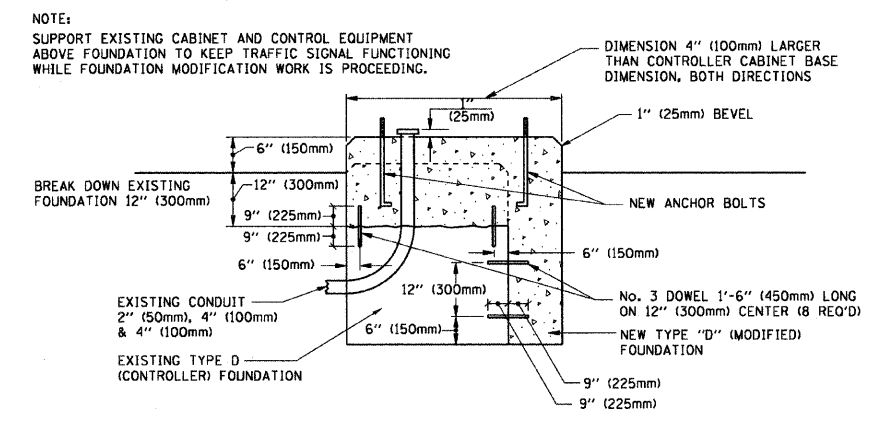 NOTE:
SUPPORT EXISTING CABINET AND CONTROL EQUIPMENT
ABOVE FOUNDATION TO KEEP TRAFFIC SIGNAL FUNCTIONING
WHILE FOUNDATION MODIFICATION WORK IS PROCEEDING.
DIMENSION 4" (100mm) LARGER
THAN CONTROLLER CABINET BASE
DIMENSION, BOTH DIRECTIONS
1"
(25mm)
1" (25mm) BEVEL
6" (150mm)
BREAK DOWN EXISTING
FOUNDATION 12" (300mm)
12" (300mm)
9" (225mm)
9" (225mm)
NEW ANCHOR BOLTS
6" (150mm)
6" (150mm)
12" (300mm)
EXISTING CONDUIT
2" (50mm), 4" (100mm)
& 4" (100mm)
No. 3 DOWEL 1'-6" (450mm) LONG
ON 12" (300mm) CENTER (8 REQ'D)
6" (150mm)
NEW TYPE "D" (MODIFIED)
FOUNDATION
EXISTING TYPE D
(CONTROLLER) FOUNDATION
9" (225mm)
9" (225mm)